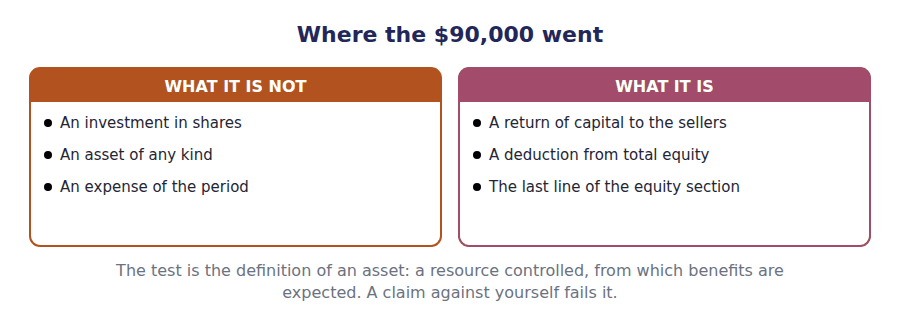 Where the $90,000 went
WHAT IT IS NOT
An investment in shares
An asset of any kind
An expense of the period
WHAT IT IS
A return of capital to the sellers
A deduction from total equity
The last line of the equity section
The test is the definition of an asset: a resource controlled, from which benefits are
expected. A claim against yourself fails it.